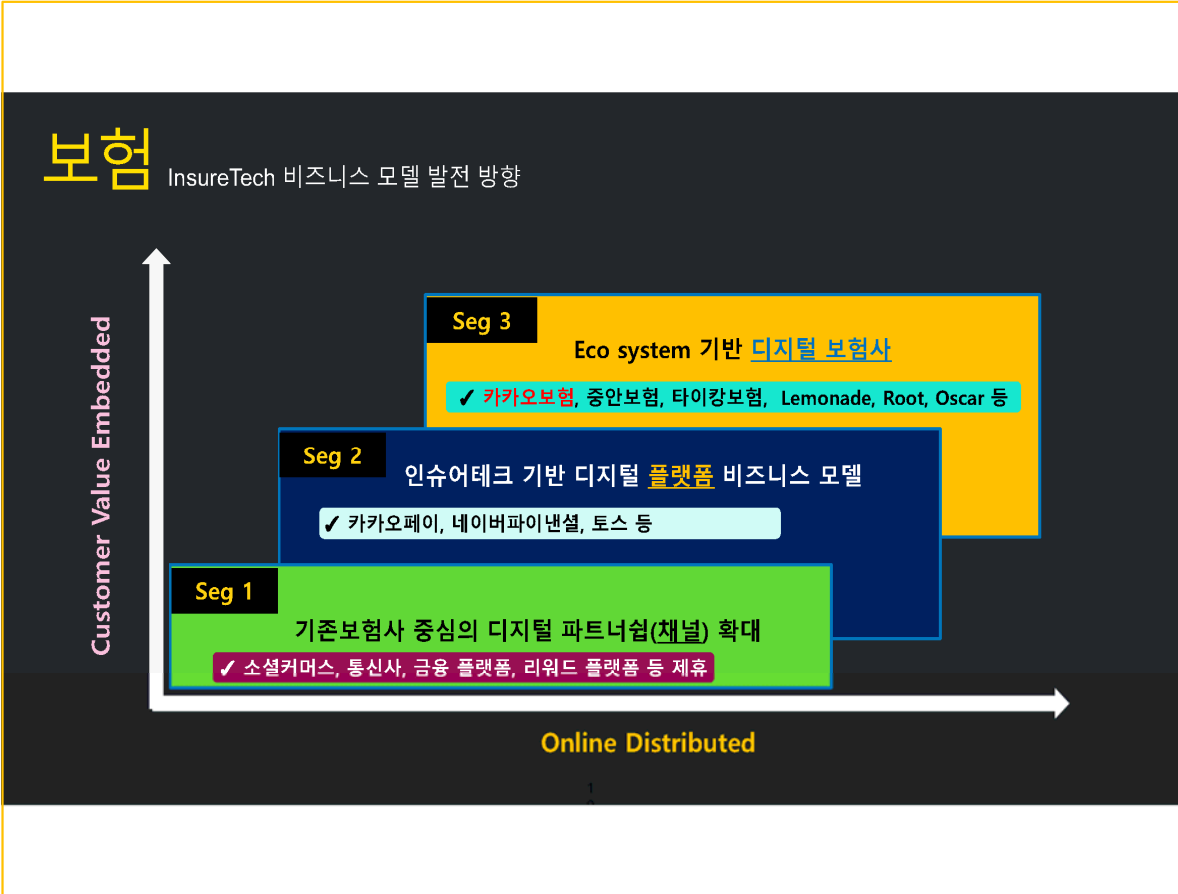 보험 InsureTech 비즈니스 모델 발전 방향
Customer Value Embedded
Seg 3
Eco system 기반 디지털 보험사
✔ 카카오보험, 중안보험, 타이캉보험, Lemonade, Root, Oscar 등
Seg 2
인슈어테크 기반 디지털 플랫폼 비즈니스 모델
✔ 카카오페이, 네이버파이낸셜, 토스 등
Seg 1
기존보험사 중심의 디지털 파트너쉽(채널) 확대
✔ 소셜커머스, 통신사, 금융 플랫폼, 리워드 플랫폼 등 제휴
Online Distributed
1